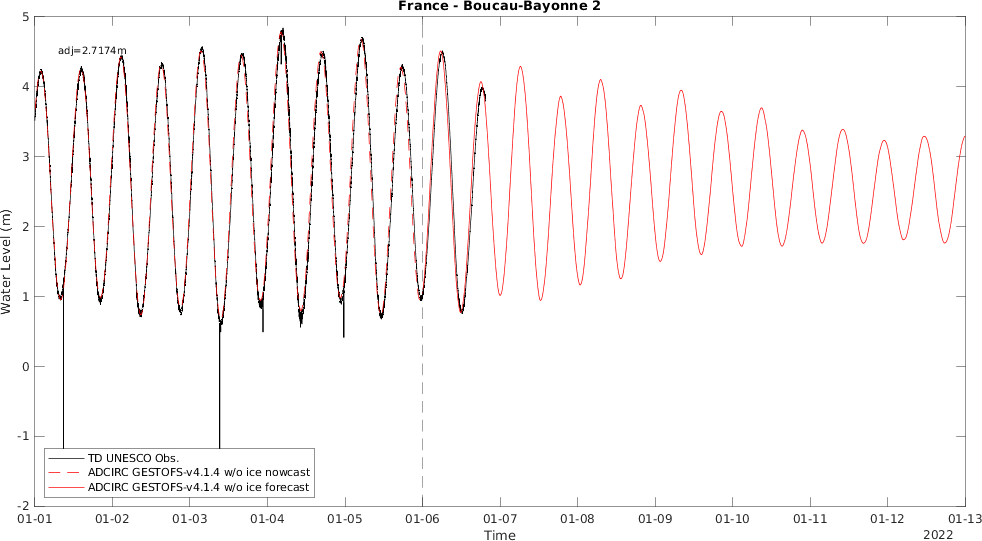 France - Boucau-Bayonne 2
adj=2.7174m
5
4
3
2
1
0
-1
-2
Water Level (m)
TD UNESCO Obs.
ADCIRC GESTOFS-v4.1.4 w/o ice nowcast
ADCIRC GESTOFS-v4.1.4 w/o ice forecast
01-01 01-02 01-03 01-04 01-05 01-06 01-07 01-08 01-09 01-10 01-11 01-12 01-13
Time
2022